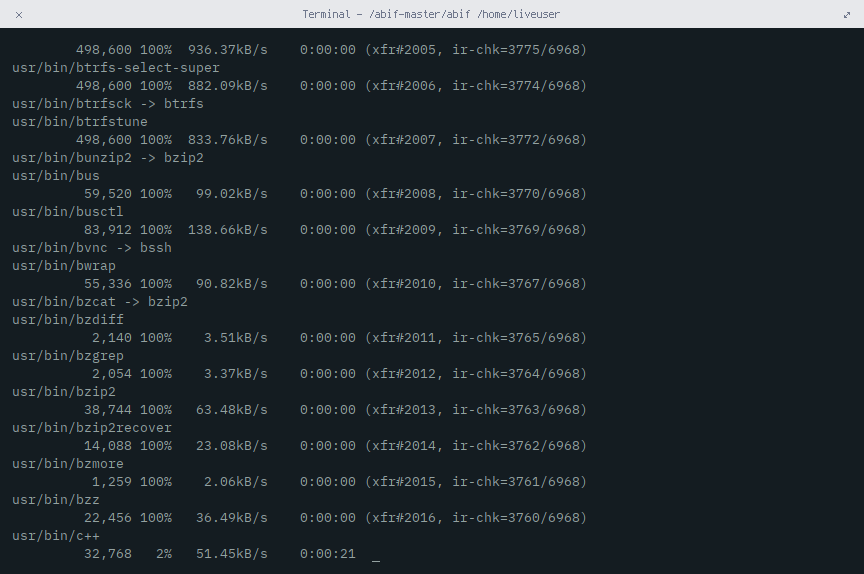 Terminal - /abif-master/abif /home/liveuser
498,600 100% 936.37kB/s 0:00:00 (xfr#2005, ir-chk=3775/6968)
usr/bin/btrfs-select-super
498,600 100% 882.09kB/s 0:00:00 (xfr#2006, ir-chk=3774/6968)
usr/bin/btrfsck -> btrfs
usr/bin/btrfstune
498,600 100% 833.76kB/s 0:00:00 (xfr#2007, ir-chk=3772/6968)
usr/bin/bunzip2 -> bzip2
usr/bin/bus
59,520 100% 99.02kB/s 0:00:00 (xfr#2008, ir-chk=3770/6968)
usr/bin/busctl
83,912 100% 138.66kB/s 0:00:00 (xfr#2009, ir-chk=3769/6968)
usr/bin/bvnc -> bssh
usr/bin/bwrap
55,336 100% 90.82kB/s 0:00:00 (xfr#2010, ir-chk=3767/6968)
usr/bin/bzcat -> bzip2
usr/bin/bzdiff
2,140 100% 3.51kB/s 0:00:00 (xfr#2011, ir-chk=3765/6968)
usr/bin/bzgrep
2,054 100% 3.37kB/s 0:00:00 (xfr#2012, ir-chk=3764/6968)
usr/bin/bzip2
38,744 100% 63.48kB/s 0:00:00 (xfr#2013, ir-chk=3763/6968)
usr/bin/bzip2recover
14,088 100% 23.08kB/s 0:00:00 (xfr#2014, ir-chk=3762/6968)
usr/bin/bzmore
1,259 100% 2.06kB/s 0:00:00 (xfr#2015, ir-chk=3761/6968)
usr/bin/bzz
22,456 100% 36.49kB/s 0:00:00 (xfr#2016, ir-chk=3760/6968)
usr/bin/c++
32,768 2% 51.45kB/s 0:00:21 _